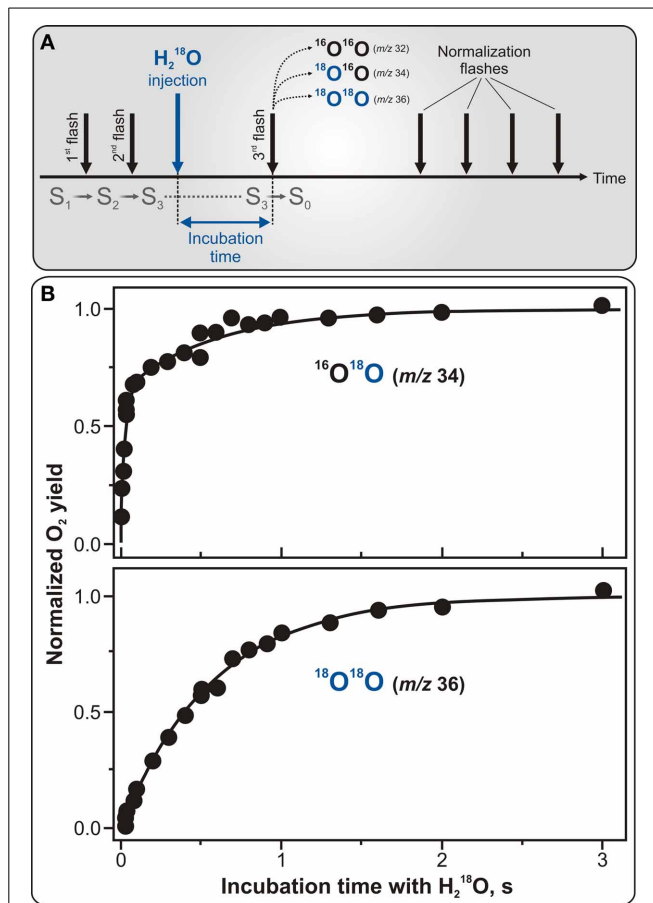 A
H₂¹⁸O
injection
¹⁶O¹⁶O (m/z 32)
¹⁸O¹⁶O (m/z 34)
¹⁸O¹⁸O (m/z 36)
Normalization
flashes
1ˢᵗ flash
2ⁿᵈ flash
3ʳᵈ flash
Time
S₁ S₂ S₃ S₃ S₀
Incubation
time
B
Normalized O₂ yield
1.0
0.5
0.0
¹⁶O¹⁸O (m/z 34)
1.0
0.5
0.0
¹⁸O¹⁸O (m/z 36)
0 1 2 3
Incubation time with H₂¹⁸O, s